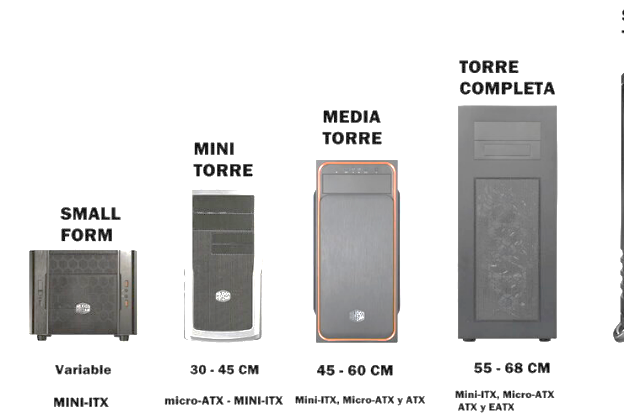 SMALL
FORM
Variable
MINI-ITX
MINI
TORRE
30 - 45 CM
micro-ATX - MINI-ITX
MEDIA
TORRE
45 - 60 CM
Mini-ITX, Micro-ATX y ATX
TORRE
COMPLETA
55 - 68 CM
Mini-ITX, Micro-ATX
ATX y EATX